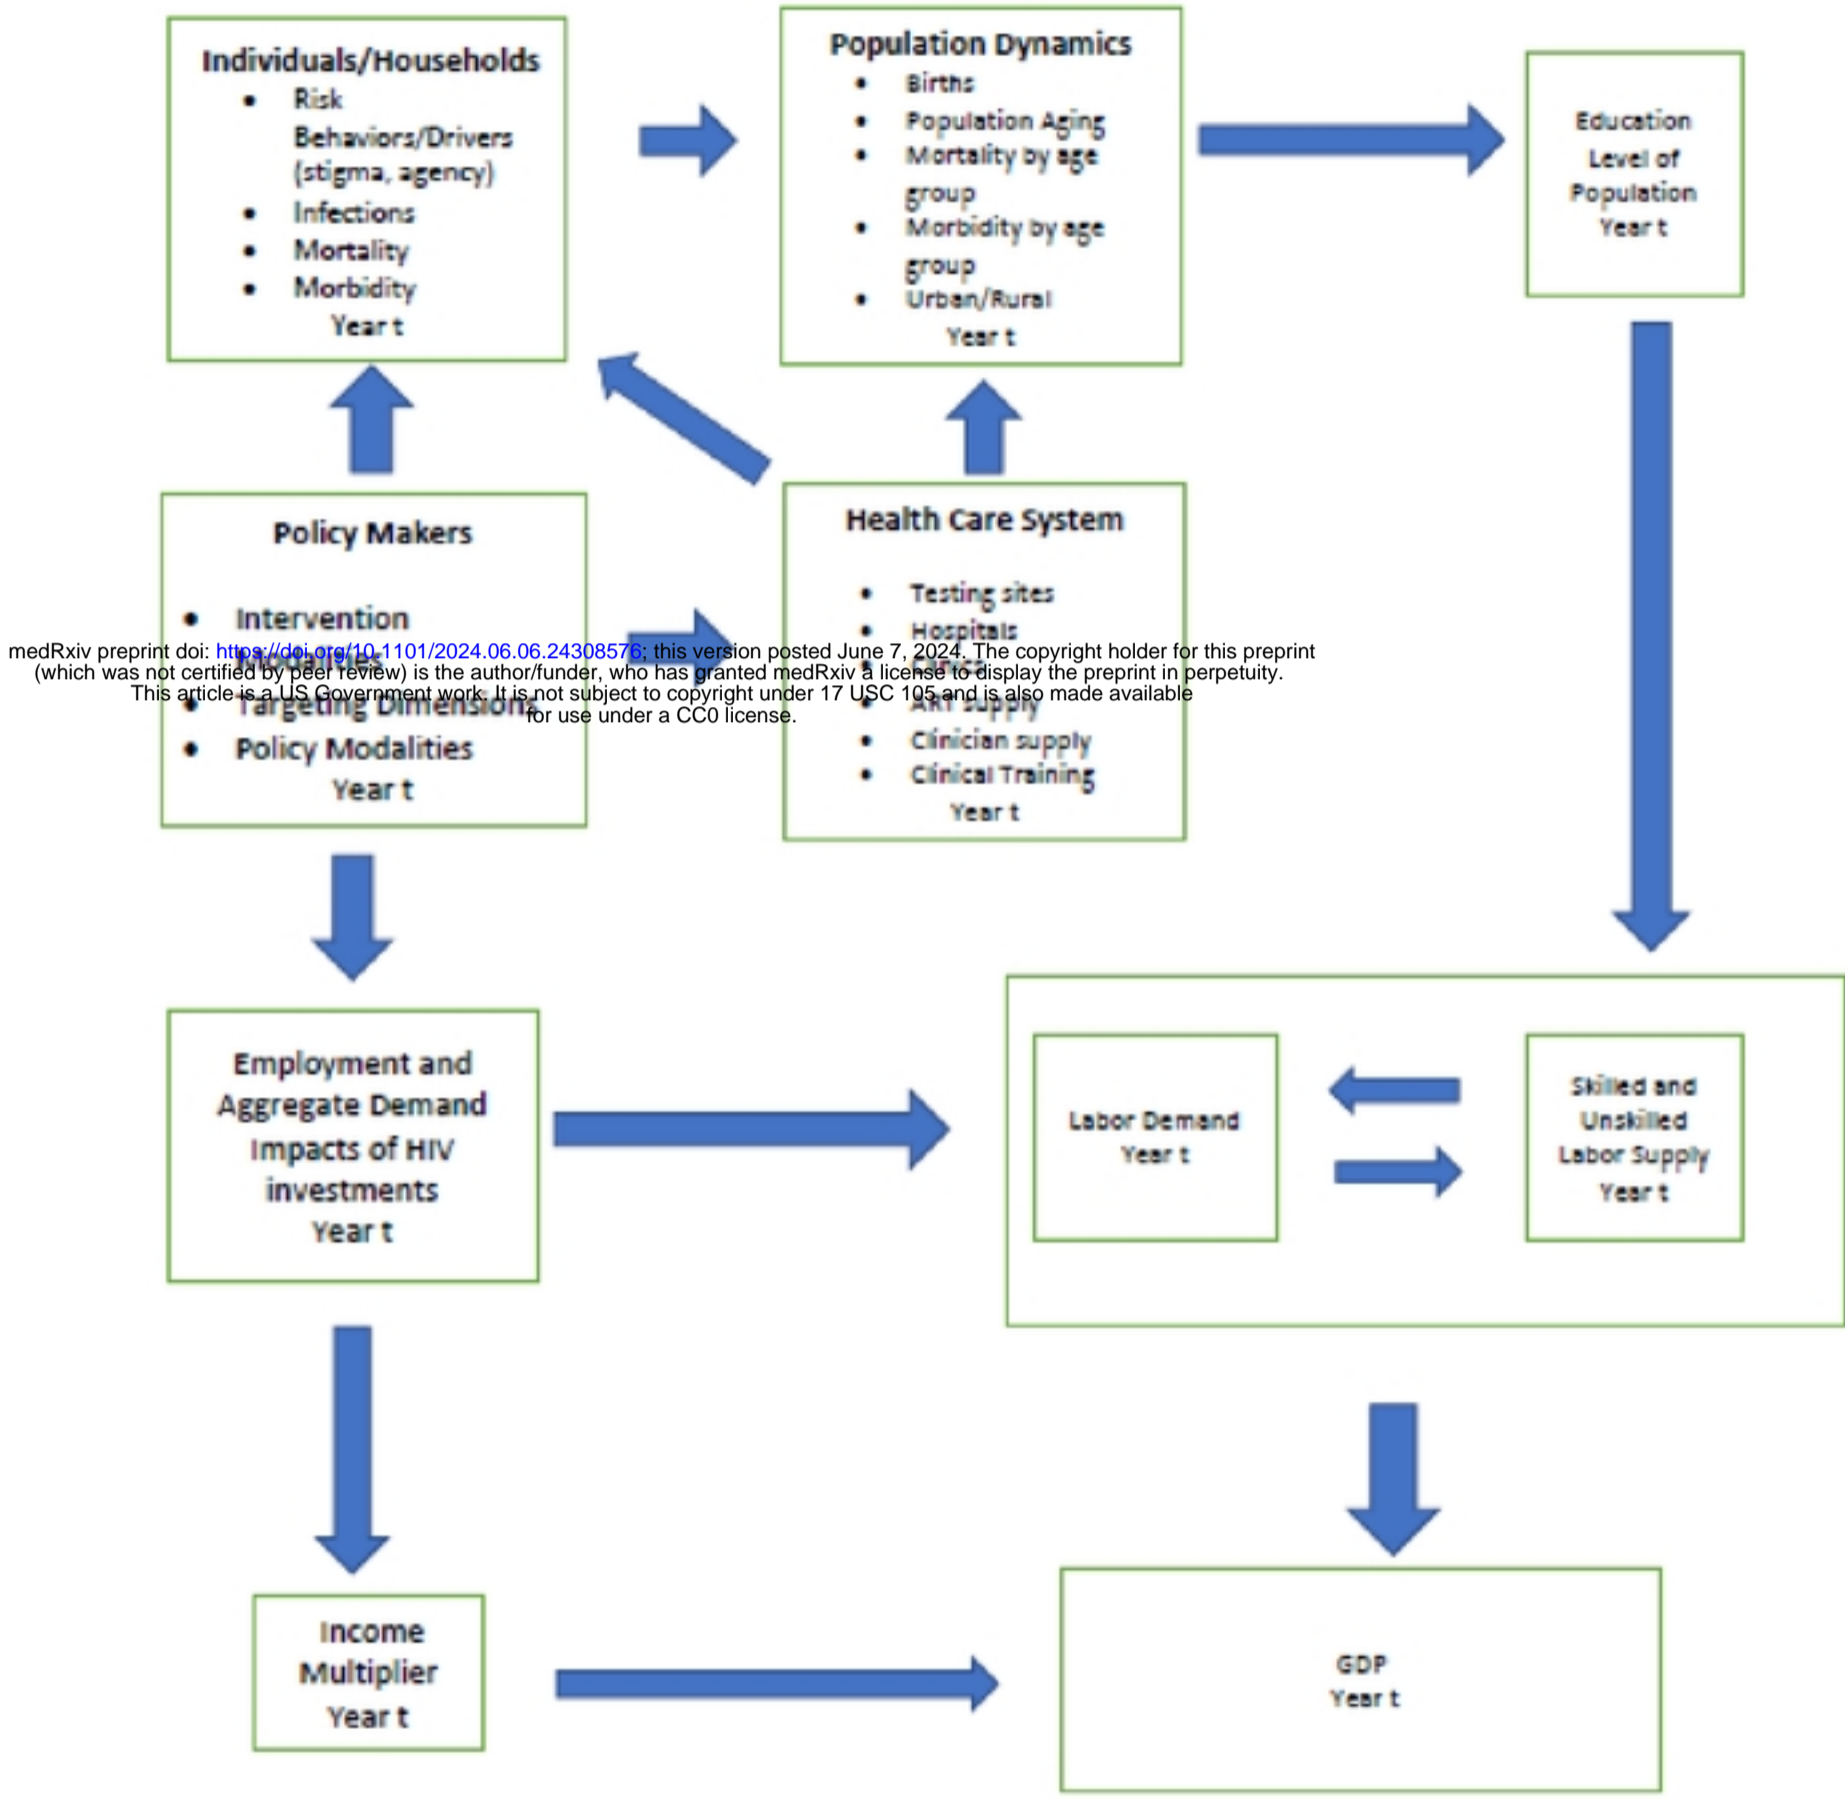 Individuals/Households
• Risk
Behaviors/Drivers
(stigma, agency)
• Infections
• Mortality
• Morbidity
Year t
Population Dynamics
• Births
• Population Aging
• Mortality by age
group
• Morbidity by age
group
• Urban/Rural
Year t
Education
Level of
Population
Year t
Policy Makers
• Intervention
Modalities
• Targeting Dimensions
• Policy Modalities
Year t
Health Care System
• Testing sites
• Hospitals
• Clinics
• ART supply
• Clinician supply
• Clinical Training
Year t
medRxiv preprint doi: https://doi.org/10.1101/2024.06.06.24308576; this version posted June 7, 2024. The copyright holder for this preprint
(which was not certified by peer review) is the author/funder, who has granted medRxiv a license to display the preprint in perpetuity.
This article is a US Government work. It is not subject to copyright under 17 USC 105 and is also made available
for use under a CC0 license.
Employment and
Aggregate Demand
Impacts of HIV
investments
Year t
Labor Demand
Year t
Skilled and
Unskilled
Labor Supply
Year t
Income
Multiplier
Year t
GDP
Year t